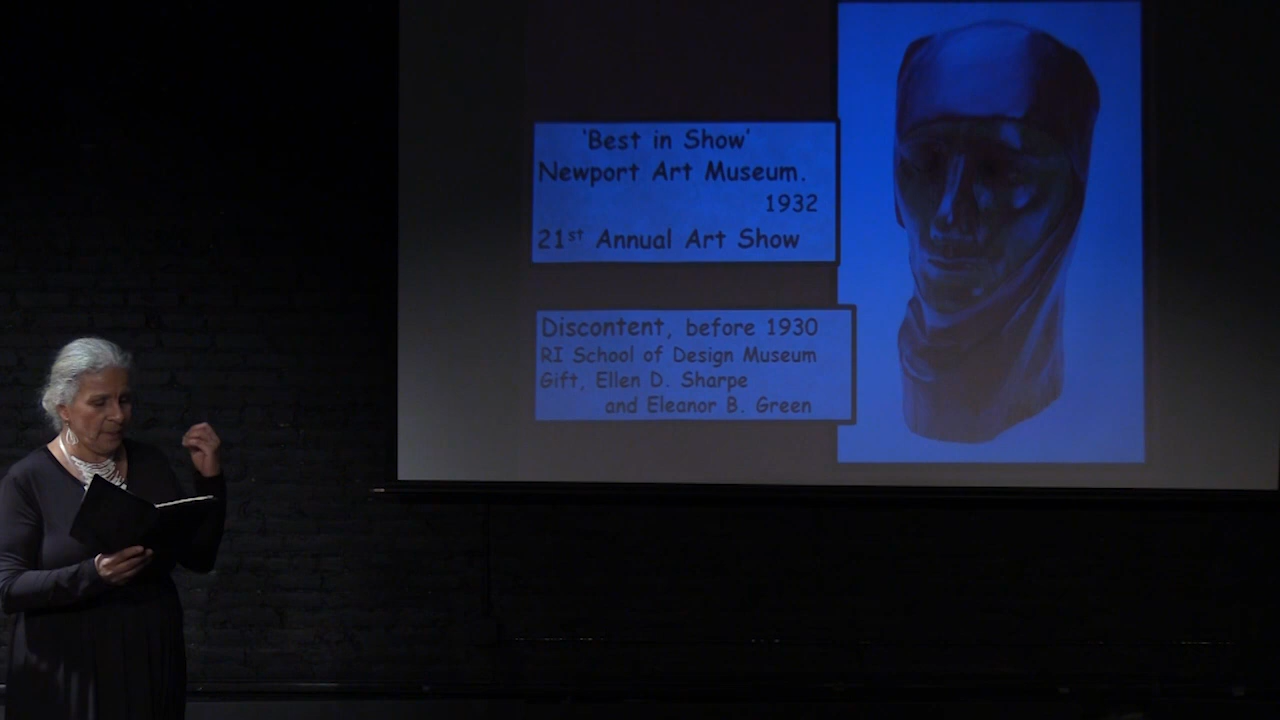 'Best in Show'
Newport Art Museum.
1932
21st Annual Art Show
Discontent, before 1930
RI School of Design Museum
Gift, Ellen D. Sharpe
and Eleanor B. Green